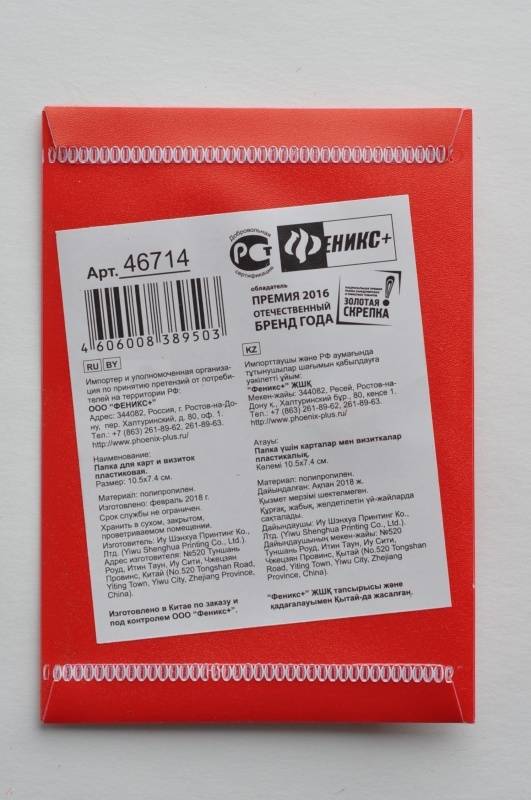 Арт. 46714
4 606008 389503
Добровольная
РСТ
сертификация
ФЕНИКС+
обладатель
ПРЕМИЯ 2016
ОТЕЧЕСТВЕННЫЙ
БРЕНД ГОДА
ЗОЛОТАЯ
СКРЕПКА
RU BY
Импортер и уполномоченная организа-
ция по принятию претензий от потреби-
телей на территории РФ:
ООО "ФЕНИКС+"
Адрес: 344082, Россия, г. Ростов-на-До-
ну, пер. Халтуринский, д. 80, оф. 1.
Тел.: +7 (863) 261-89-62, 261-89-63.
http://www.phoenix-plus.ru/
Наименование:
Папка для карт и визиток
пластиковая.
Размер: 10.5х7.4 см.
Материал: полипропилен.
Изготовлено: февраль 2018 г.
Срок службы не ограничен.
Хранить в сухом, закрытом,
проветриваемом помещении.
Изготовитель: Иу Шэнхуа Принтинг Ко.,
Лтд. (Yiwu Shenghua Printing Co., Ltd.).
Адрес изготовителя: №520 Туншань
Роуд, Итин Таун, Иу Сити, Чжецзян
Провинс, Китай (No.520 Tongshan
Road, Yiting Town, Yiwu City,
Zhejiang Province,
China).
Изготовлено в Китае по заказу и
под контролем ООО "Феникс+".
KZ
Импорттаушы және РФ аумағында
тұтынушылар шағымын қабылдауға
уәкілетті ұйым:
"Феникс+" ЖШҚ
Мекен-жайы: 344082, Ресей, Ростов-на-
Дону қ., Халтуринский бұр., 80, кеңсе 1.
Тел.: +7 (863) 261-89-62, 261-89-63.
http://www.phoenix-plus.ru/
Атауы:
Папка үшін карталар мен визиткалар
пластикалық.
Көлемі 10.5х7.4 см.
Материал: полипропилен.
Дайындалған: Ақпан 2018 ж.
Қызмет мерзімі шектелмеген.
Құрғақ, жабық, желдетілетін үй-жайларда
сақталады.
Дайындаушы: Иу Шэнхуа Принтинг Ко.,
Лтд. (Yiwu Shenghua Printing Co., Ltd.).
Дайындаушының мекен-жайы: №520
Туншань Роуд, Итин Таун, Иу Сити,
Чжецзян Провинс, Китай (No.520 Tongshan
Road, Yiting Town, Yiwu City, Zhejiang
Province, China).
"Феникс+" ЖШҚ тапсырысы және
қадағалауымен Қытай-да жасалған.